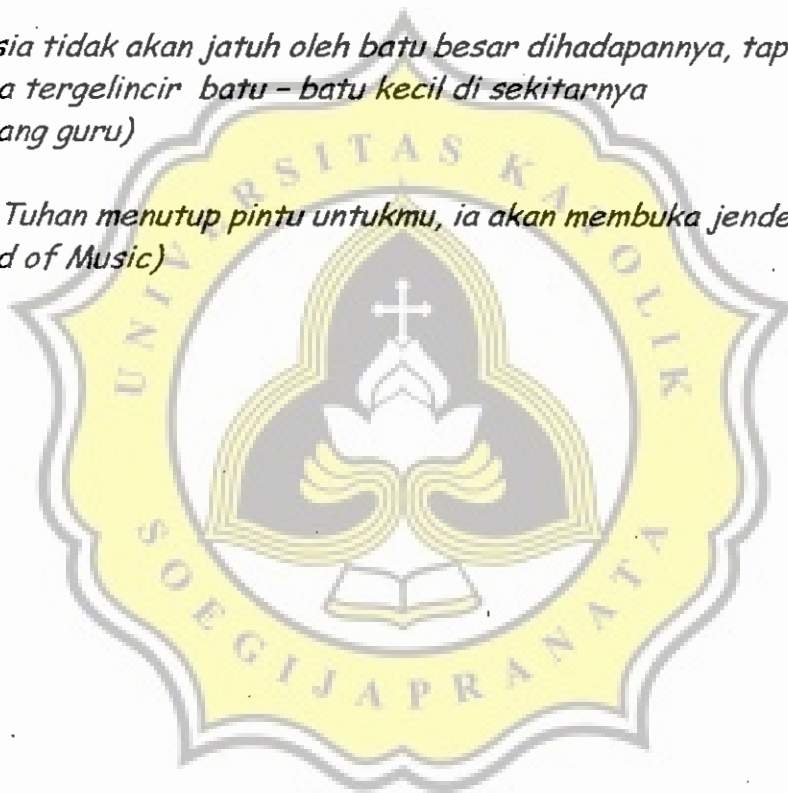 sia tidak akan jatuh oleh batu besar dihadapannya, tap
a tergelincir batu – batu kecil di sekitarnya
ang guru)
Tuhan menutup pintu untukmu, ia akan membuka jende
d of Music)
UNIVERSITAS KATOLIK
SOEGIJAPRANATA